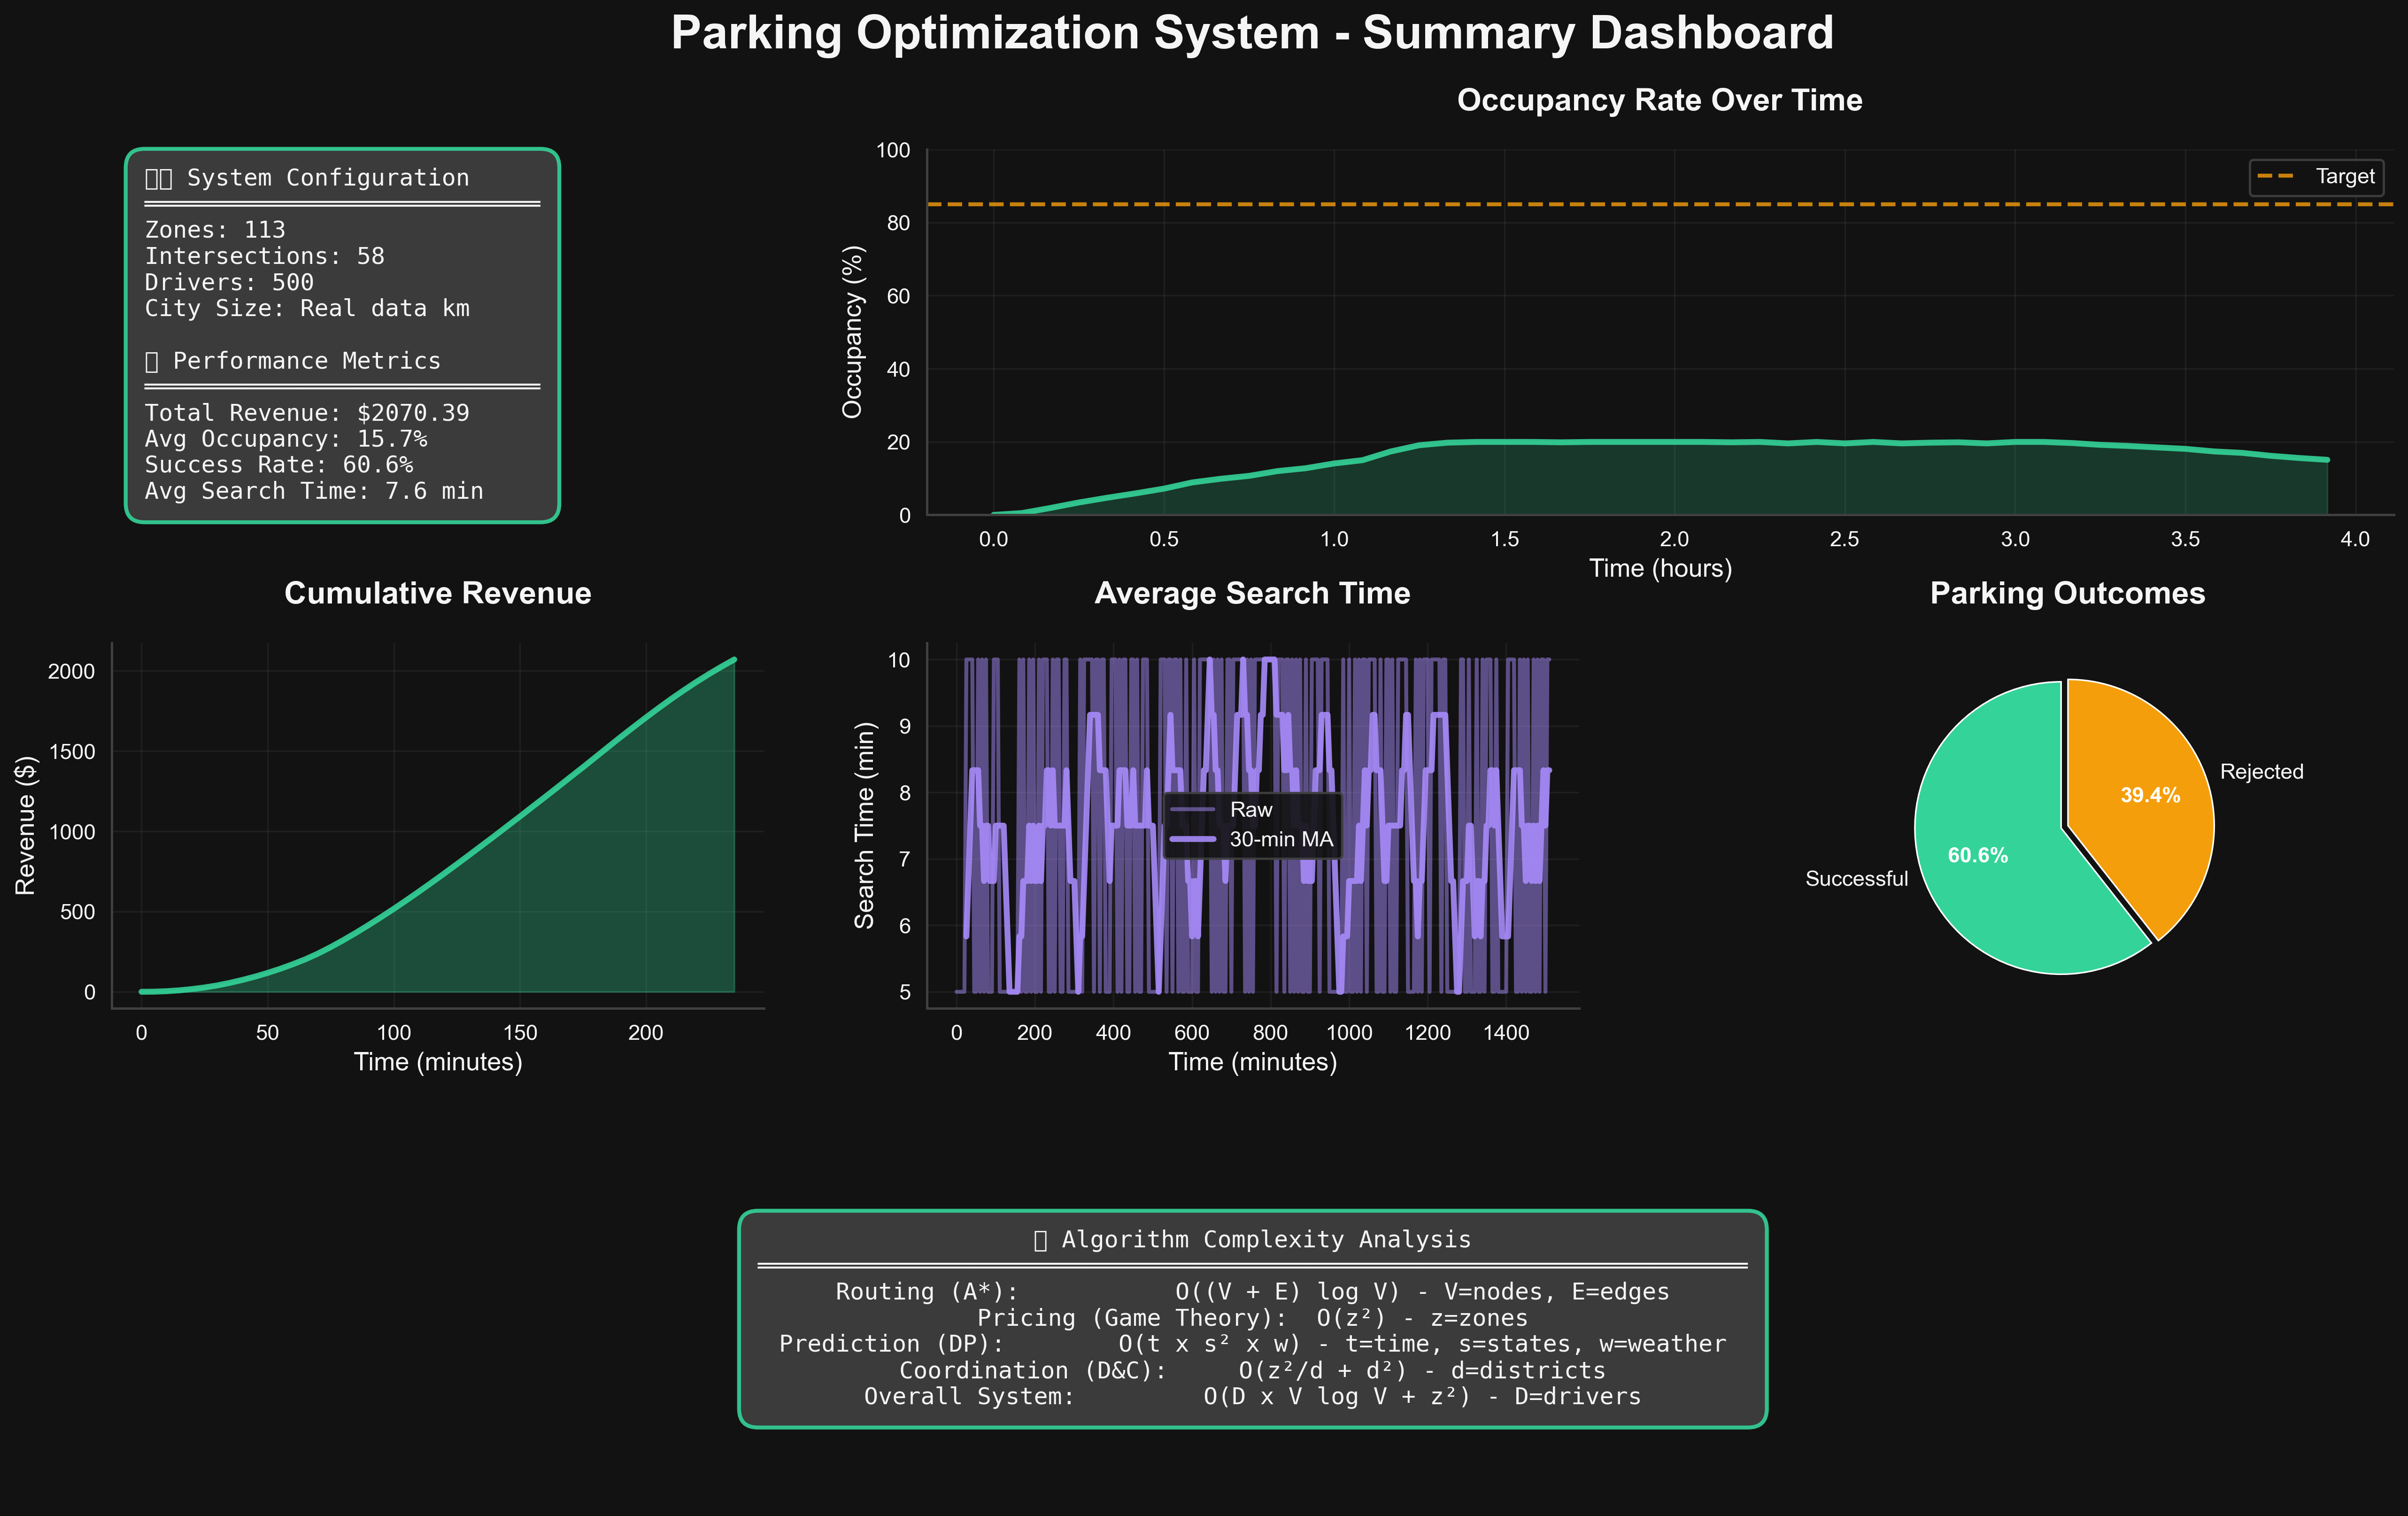 Parking Optimization System - Summary Dashboard
System Configuration
Zones: 113
Intersections: 58
Drivers: 500
City Size: Real data km
Performance Metrics
Total Revenue: $2070.39
Avg Occupancy: 15.7%
Success Rate: 60.6%
Avg Search Time: 7.6 min
Occupancy Rate Over Time
Target
Occupancy (%)
100
80
60
40
20
0
0.0 0.5 1.0 1.5 2.0 2.5 3.0 3.5 4.0
Time (hours)
Cumulative Revenue
Revenue ($)
2000
1500
1000
500
0
0 50 100 150 200
Time (minutes)
Average Search Time
Search Time (min)
10
9
8
7
6
5
Raw
30-min MA
0 200 400 600 800 1000 1200 1400
Time (minutes)
Parking Outcomes
Rejected
39.4%
60.6%
Successful
Algorithm Complexity Analysis
Routing (A*): O((V + E) log V) - V=nodes, E=edges
Pricing (Game Theory): O(z²) - z=zones
Prediction (DP): O(t x s² x w) - t=time, s=states, w=weather
Coordination (D&C): O(z²/d + d²) - d=districts
Overall System: O(D x V log V + z²) - D=drivers